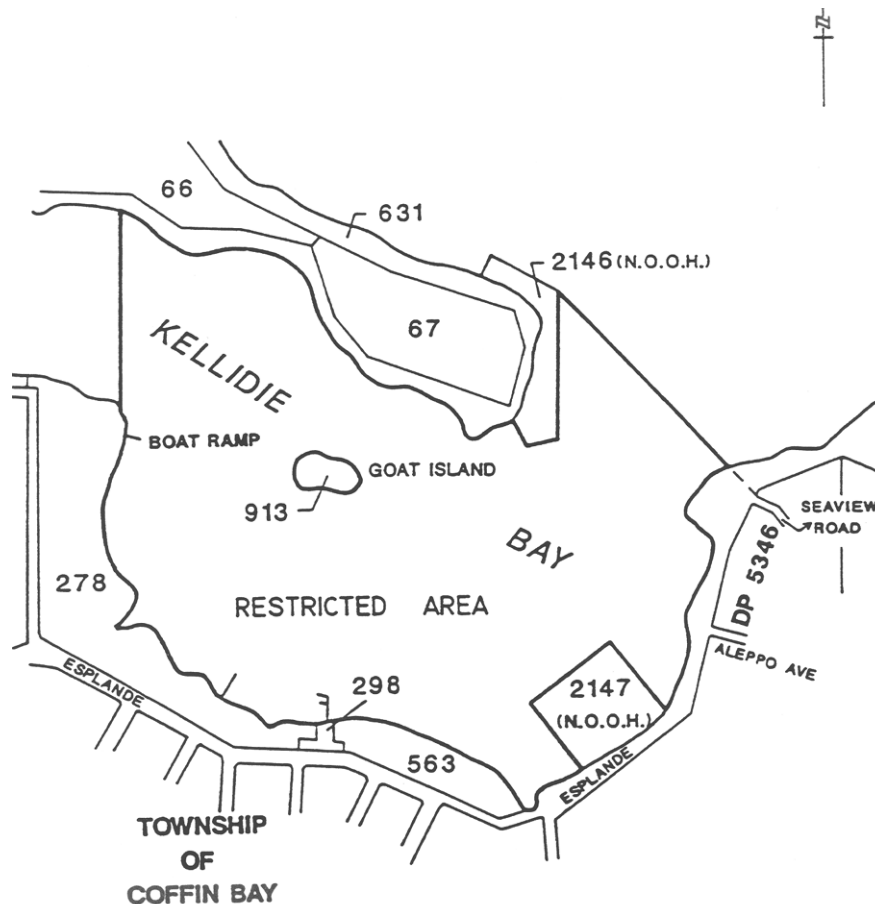 N
66
631
2146 (N.O.O.H.)
67
KELLIDIE
BOAT RAMP
GOAT ISLAND
913
SEAVIEW
ROAD
BAY
DP 5346
278
RESTRICTED AREA
ALEPPO AVE
ESPLANDE
298
2147
(N.O.O.H.)
563
ESPLANDE
TOWNSHIP
OF
COFFIN BAY